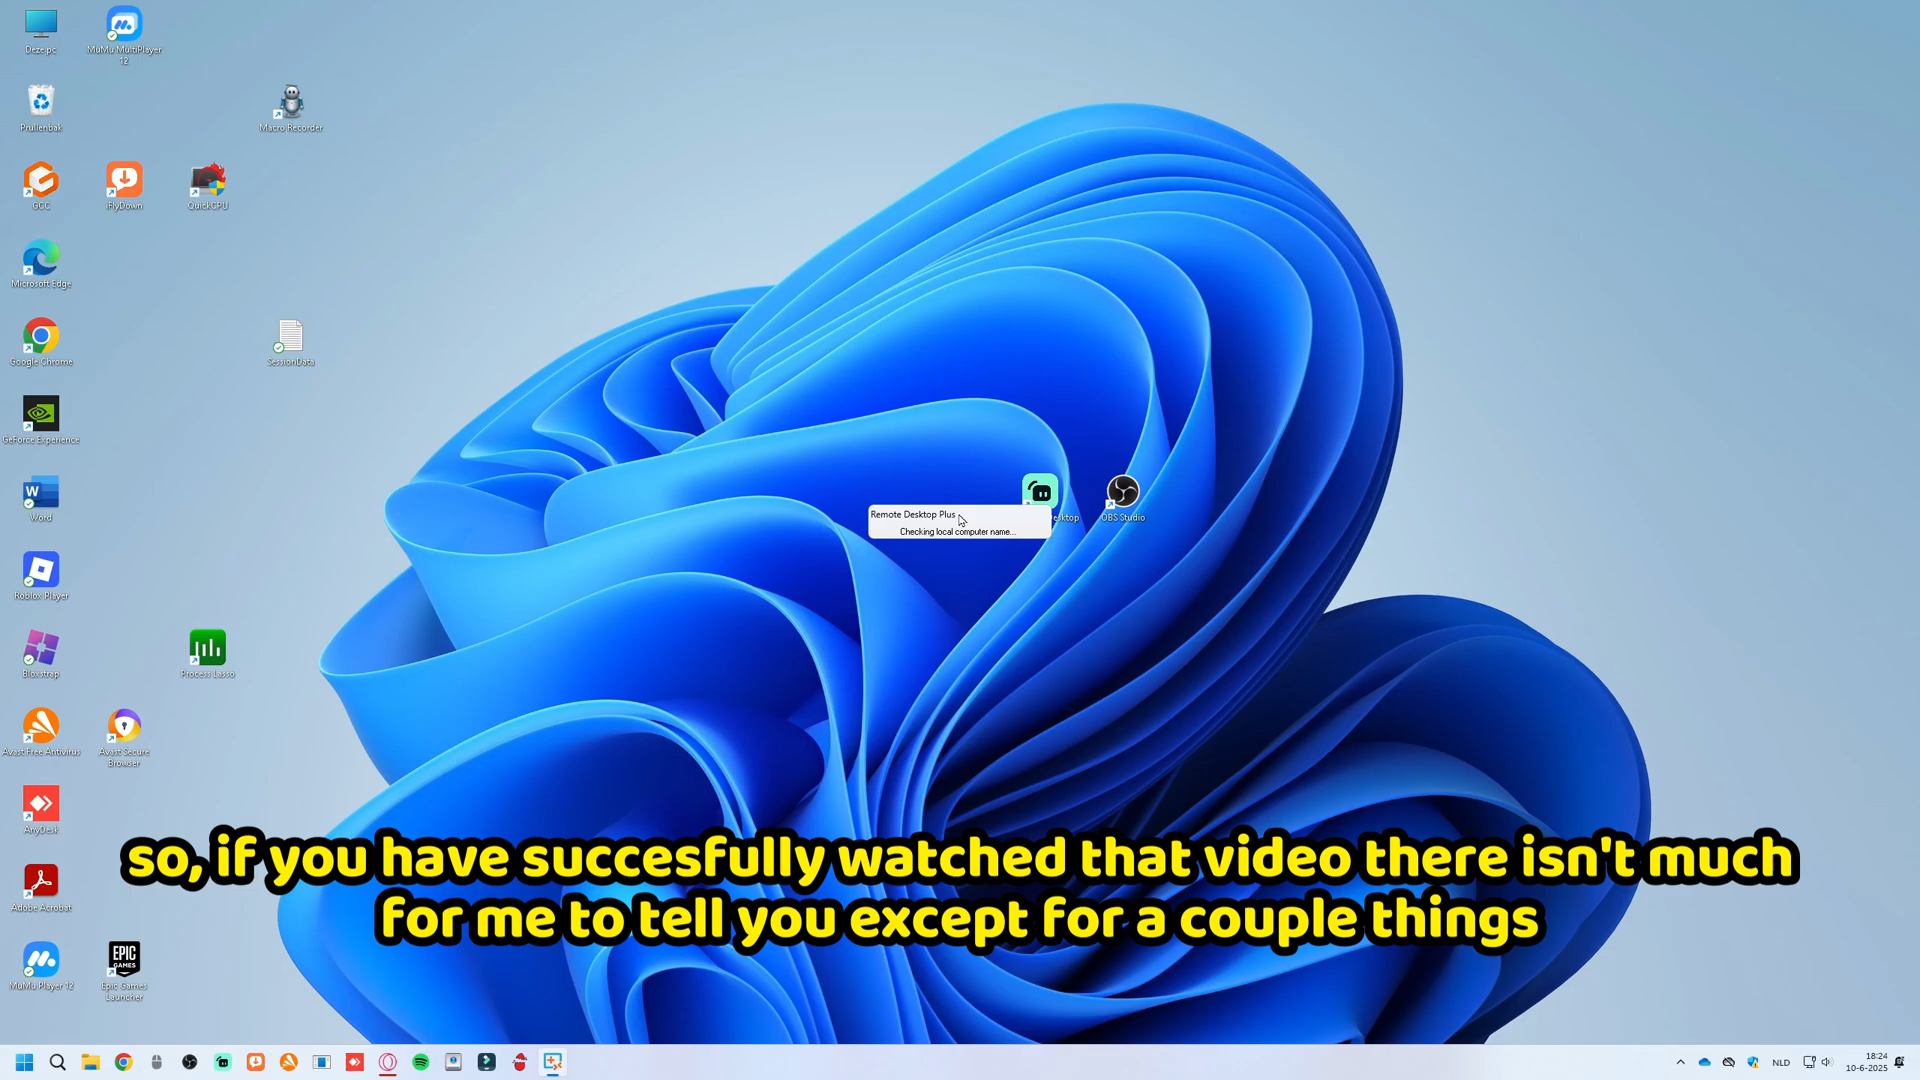 Deze pc
MuMu MultiPlayer
12
Prullenbak
Macro Recorder
GCC
iFlyDown
QuickCPU
Microsoft Edge
Google Chrome
SessionData
GeForce Experience
Word
Remote Desktop Plus
Checking local computer name...
Desktop
OBS Studio
Roblox Player
Bloxstrap
Process Lasso
Avast Free Antivirus
Avast Secure
Browser
AnyDesk
so, if you have succesfully watched that video there isn't much
for me to tell you except for a couple things
Adobe Acrobat
MuMu Player 12
EPIC
GAMES
Epic Games
Launcher
NLD
18:24
10-6-2025